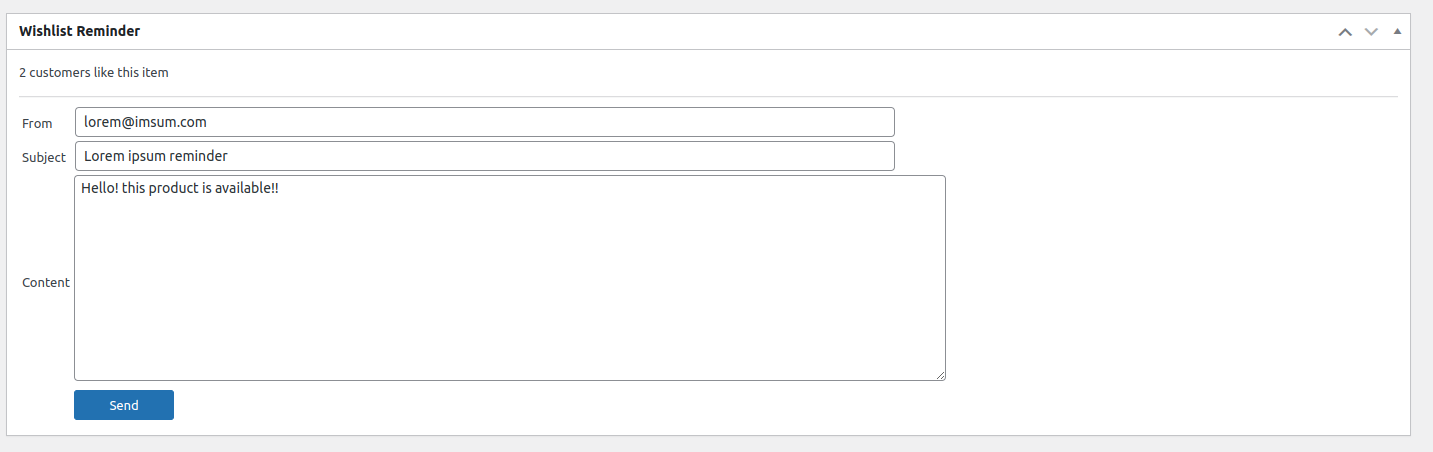 Wishlist Reminder
2 customers like this item
From lorem@imsum.com
Subject Lorem ipsum reminder
Hello! this product is available!!
Content
Send